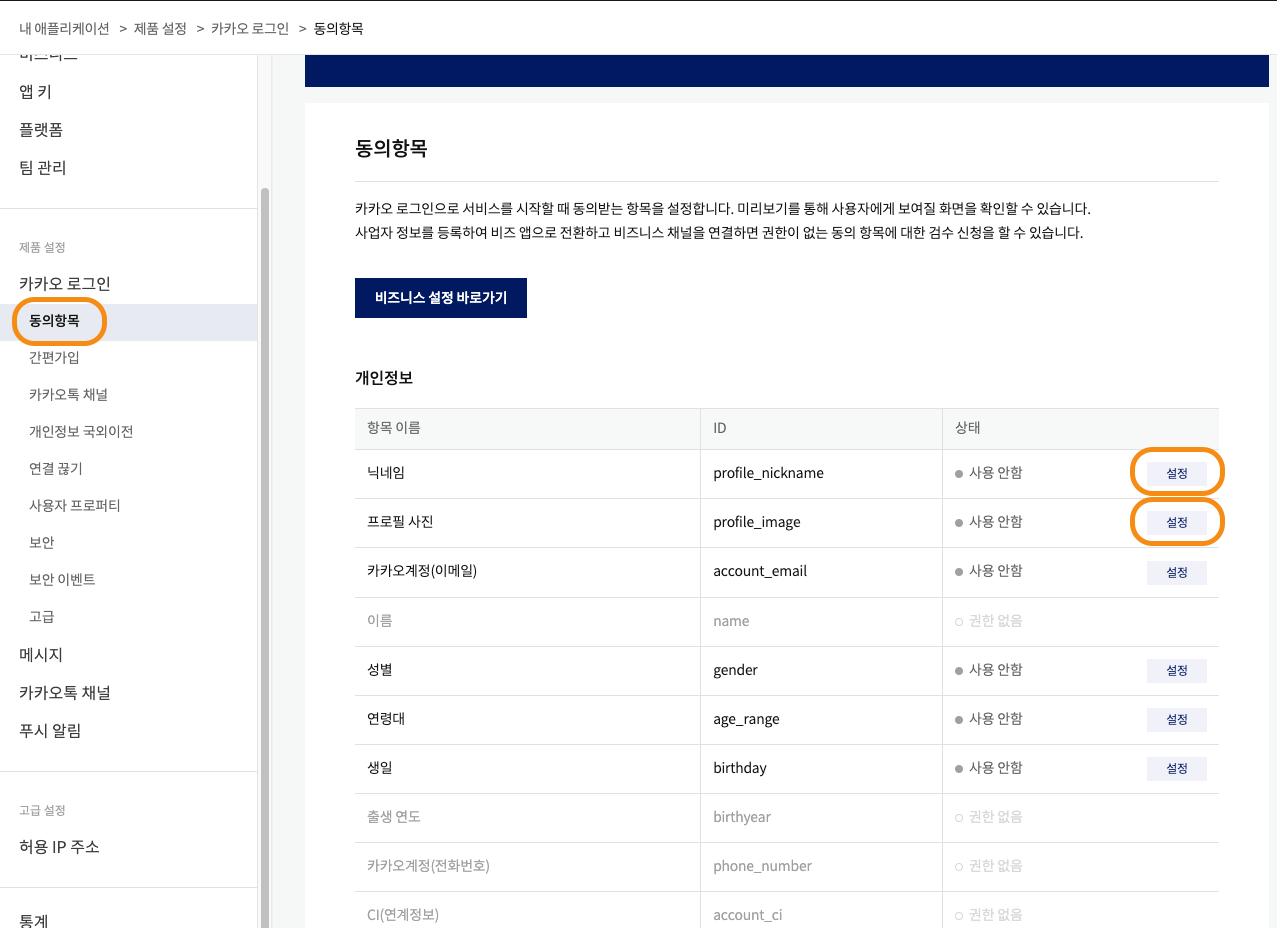 내 애플리케이션 > 제품 설정 > 카카오 로그인 > 동의항목
비즈니스
앱 키
플랫폼
팀 관리
제품 설정
카카오 로그인
동의항목
간편가입
카카오톡 채널
개인정보 국외이전
연결 끊기
사용자 프로퍼티
보안
보안 이벤트
고급
메시지
카카오톡 채널
푸시 알림
고급 설정
허용 IP 주소
통계
동의항목
카카오 로그인으로 서비스를 시작할 때 동의받는 항목을 설정합니다. 미리보기를 통해 사용자에게 보여질 화면을 확인할 수 있습니다.
사업자 정보를 등록하여 비즈 앱으로 전환하고 비즈니스 채널을 연결하면 권한이 없는 동의 항목에 대한 검수 신청을 할 수 있습니다.
비즈니스 설정 바로가기
개인정보
항목 이름 ID 상태
닉네임 profile_nickname 사용 안함 설정
프로필 사진 profile_image 사용 안함 설정
카카오계정(이메일) account_email 사용 안함 설정
이름 name 권한 없음
성별 gender 사용 안함 설정
연령대 age_range 사용 안함 설정
생일 birthday 사용 안함 설정
출생 연도 birthyear 권한 없음
카카오계정(전화번호) phone_number 권한 없음
CI(연계정보) account_ci 권한 없음